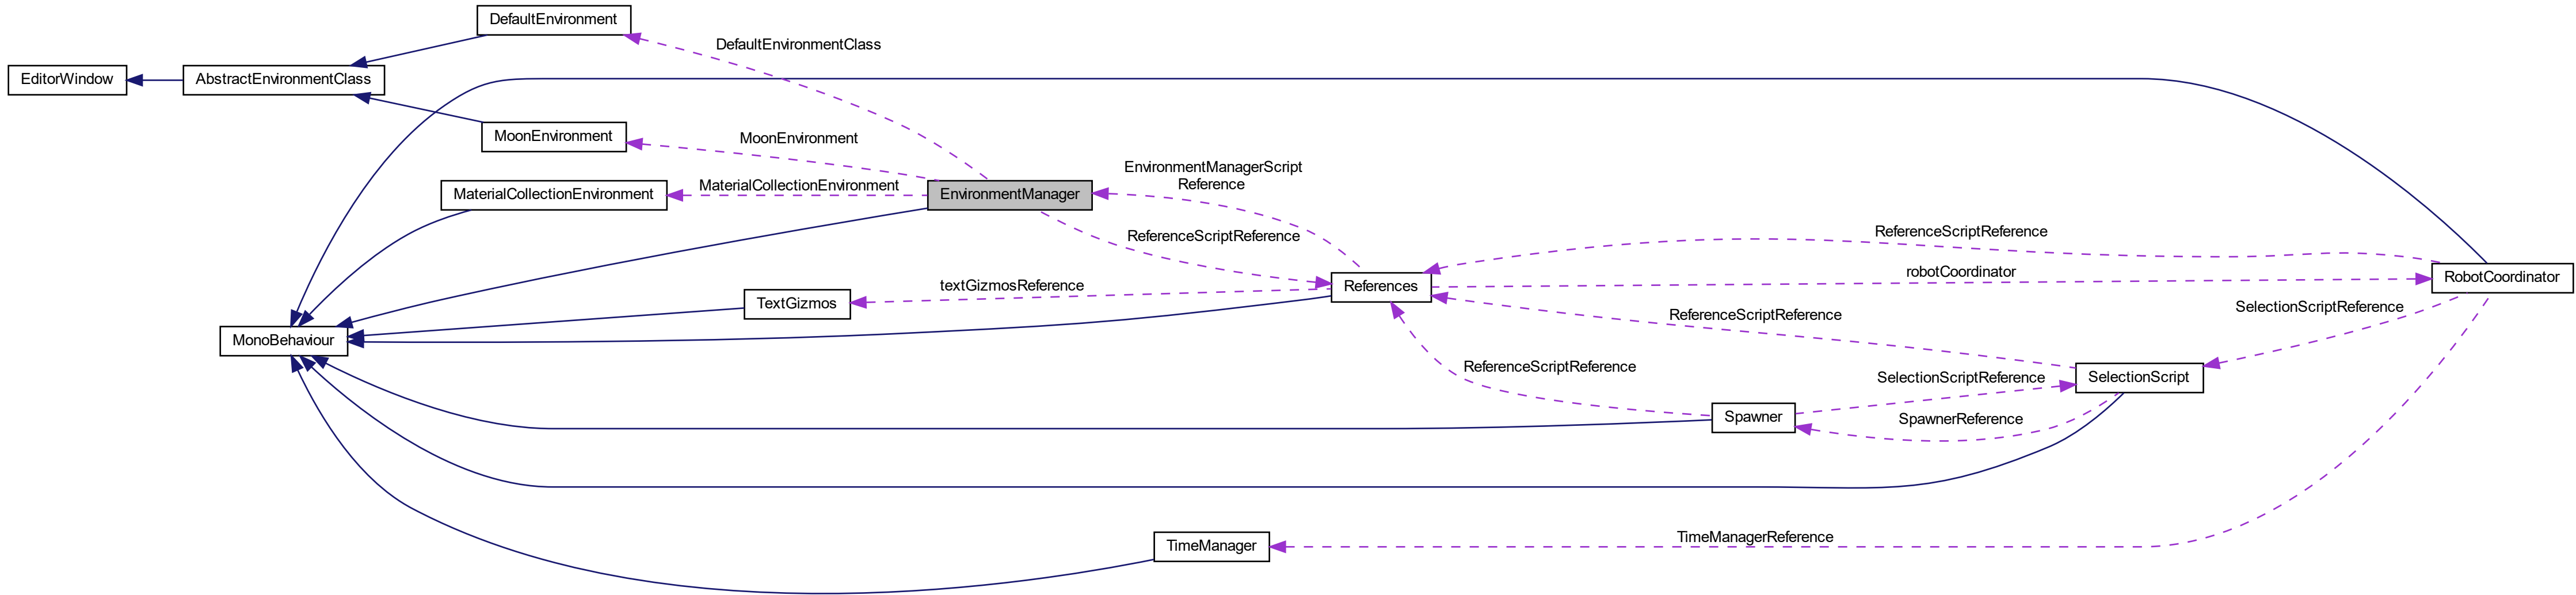 DefaultEnvironment
DefaultEnvironmentClass
EditorWindow
AbstractEnvironmentClass
MoonEnvironment
MoonEnvironment
EnvironmentManagerScript
Reference
MaterialCollectionEnvironment
MaterialCollectionEnvironment
EnvironmentManager
ReferenceScriptReference
ReferenceScriptReference
robotCoordinator
RobotCoordinator
textGizmosReference
References
TextGizmos
SelectionScriptReference
ReferenceScriptReference
MonoBehaviour
ReferenceScriptReference
SelectionScriptReference
SelectionScript
Spawner
SpawnerReference
TimeManagerReference
TimeManager